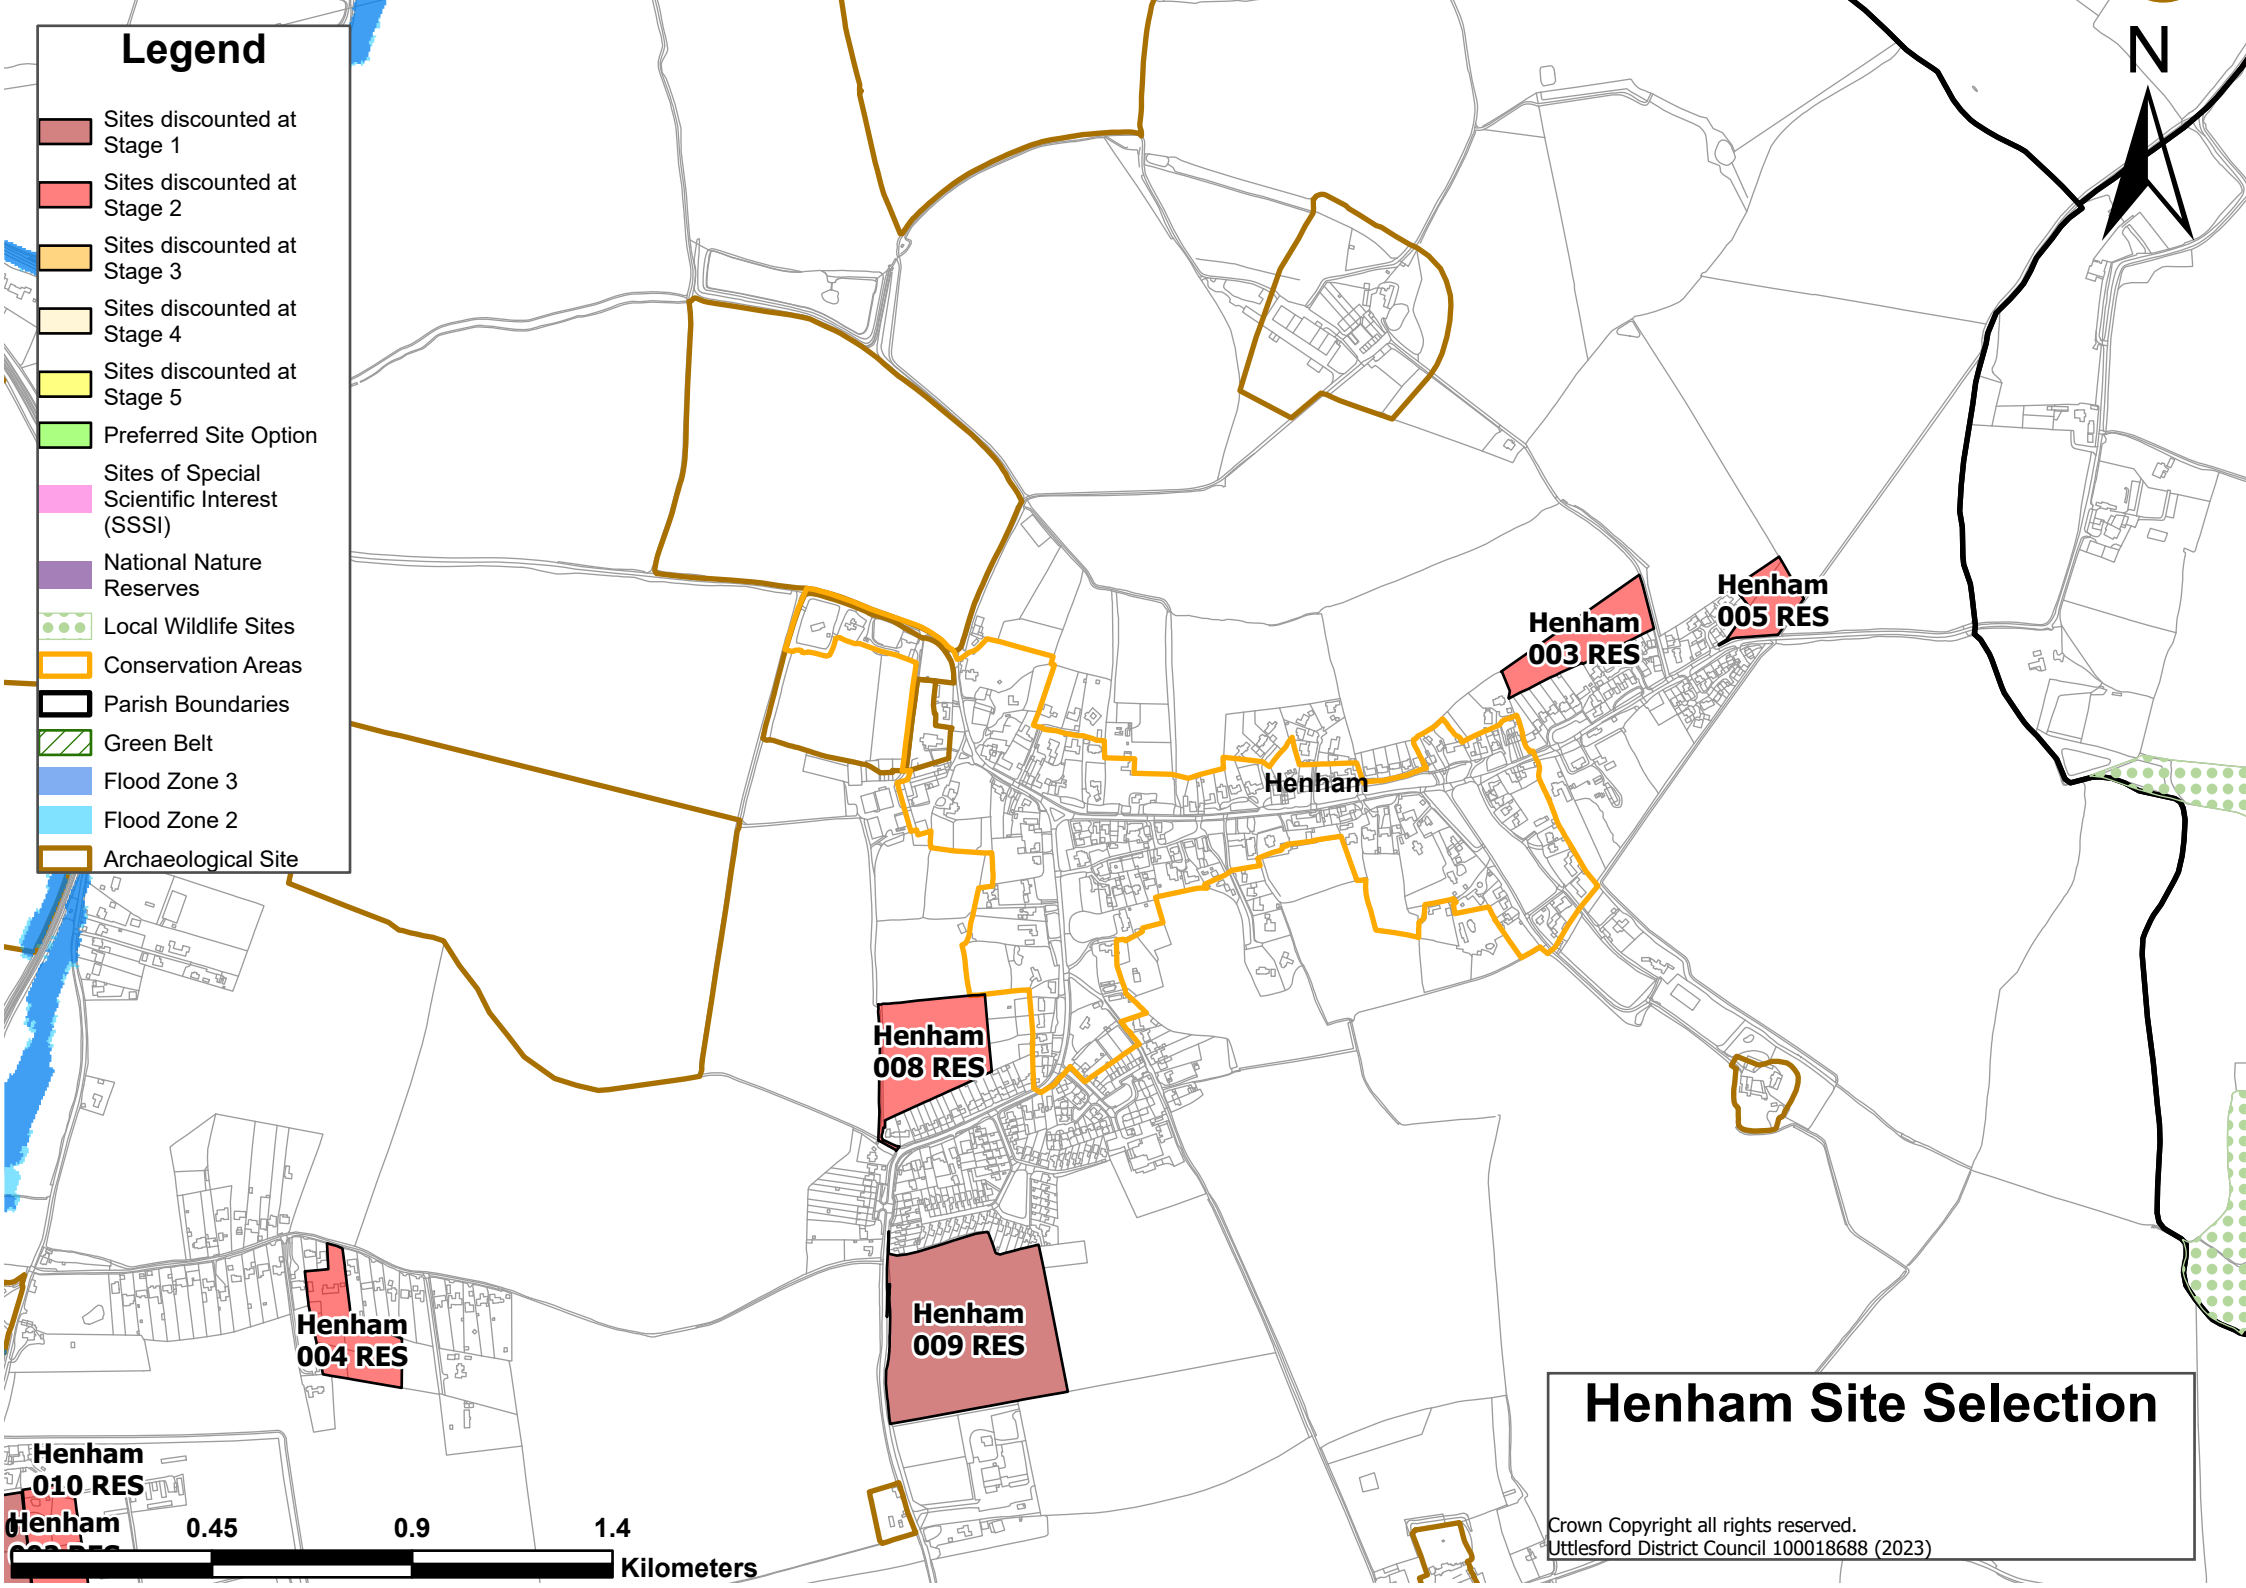 Legend
Sites discounted at
Stage 1
Sites discounted at
Stage 2
Sites discounted at
Stage 3
Sites discounted at
Stage 4
Sites discounted at
Stage 5
Preferred Site Option
Sites of Special
Scientific Interest
(SSSI)
National Nature
Reserves
Local Wildlife Sites
Conservation Areas
Parish Boundaries
Green Belt
Flood Zone 3
Flood Zone 2
Archaeological Site
N
Henham
005 RES
Henham
003 RES
Henham
Henham
008 RES
Henham
009 RES
Henham
004 RES
Henham
010 RES
Henham
RES
0 0.45 0.9 1.4
Kilometers
Henham Site Selection
Crown Copyright all rights reserved.
Uttlesford District Council 100018688 (2023)